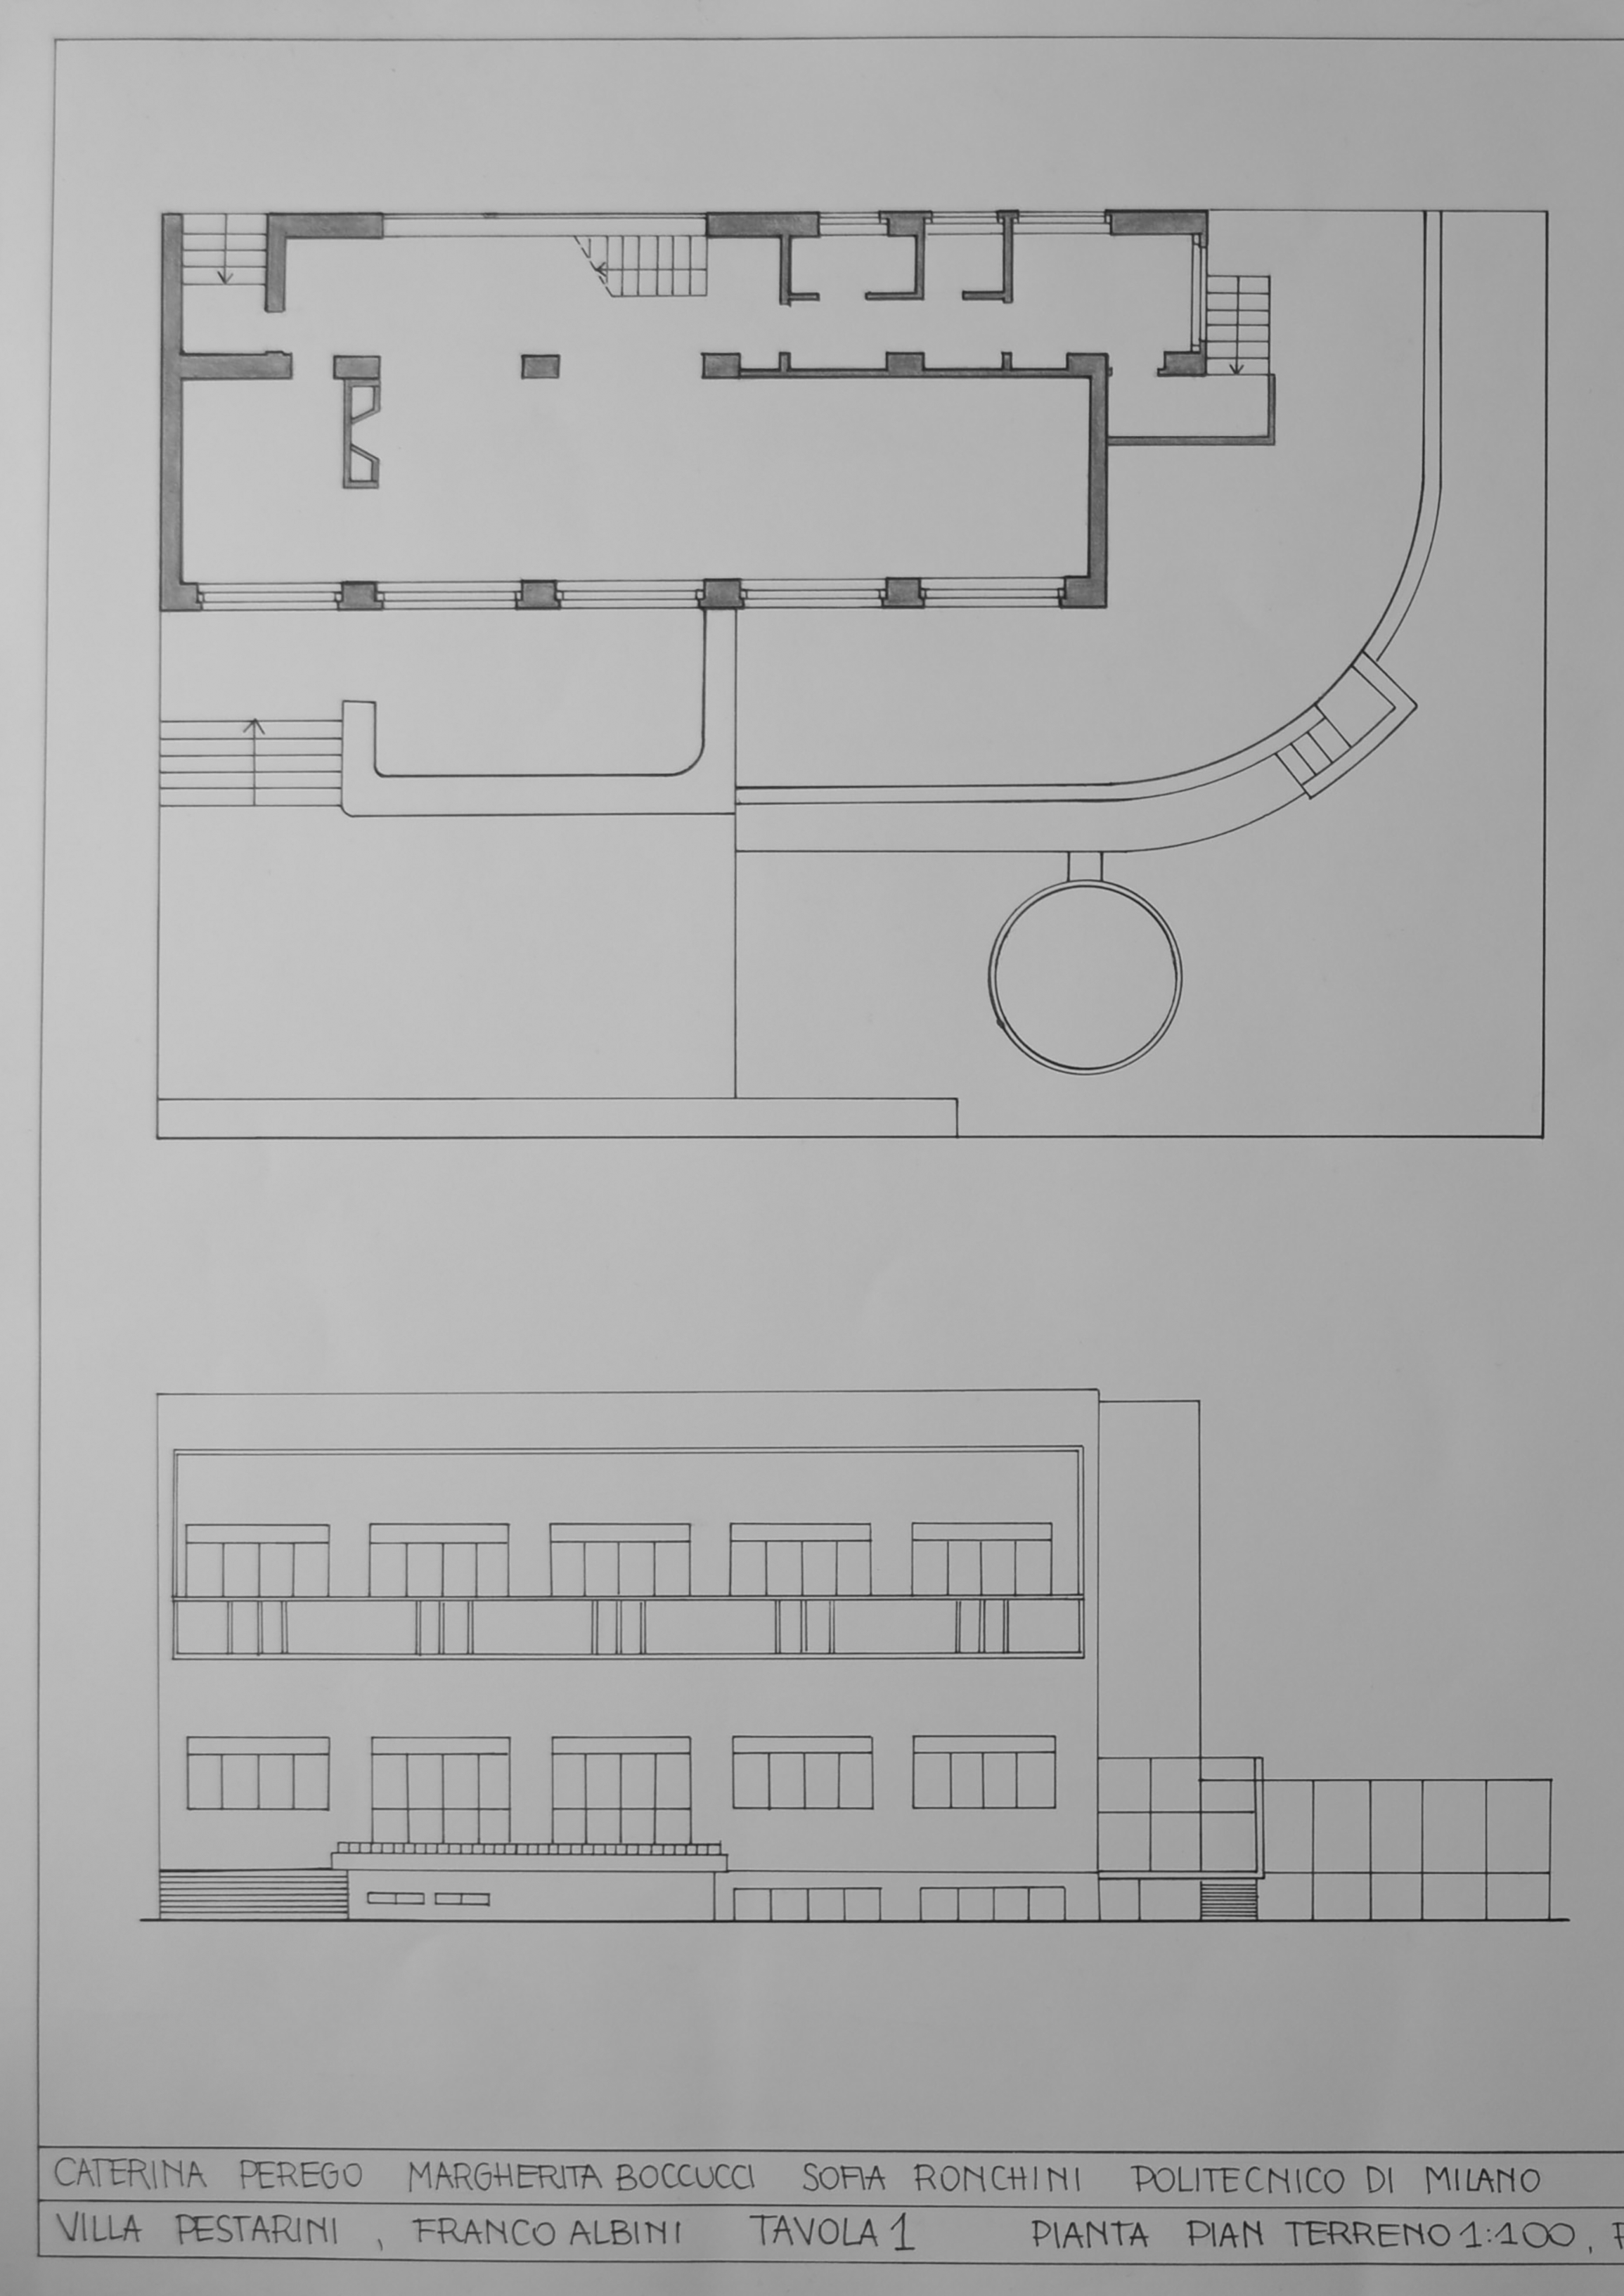 CATERINA PEREGO MARGHERITA BOCCUCCI SOFIA RONCHINI POLITECNICO DI MILANO
VILLA PESTARINI , FRANCO ALBINI TAVOLA 1 PIANTA PIAN TERRENO 1:100 ,